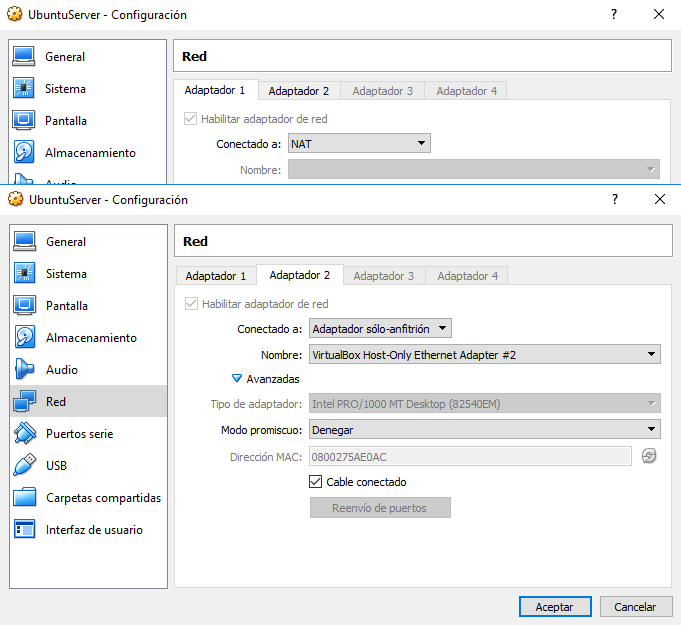 UbuntuServer - Configuración
?
General
Sistema
Pantalla
Almacenamiento
Audio
Red
Adaptador 1
Adaptador 2
Adaptador 3
Adaptador 4
Habilitar adaptador de red
Conectado a: NAT
Nombre:
UbuntuServer - Configuración
?
General
Sistema
Pantalla
Almacenamiento
Audio
Red
Puertos serie
USB
Carpetas compartidas
Interfaz de usuario
Red
Adaptador 1
Adaptador 2
Adaptador 3
Adaptador 4
Habilitar adaptador de red
Conectado a: Adaptador sólo-anfitrión
Nombre: VirtualBox Host-Only Ethernet Adapter #2
Avanzadas
Tipo de adaptador: Intel PRO/1000 MT Desktop (82540EM)
Modo promiscuo: Denegar
Dirección MAC: 0800275AE0AC
Cable conectado
Reenvío de puertos
Aceptar
Cancelar